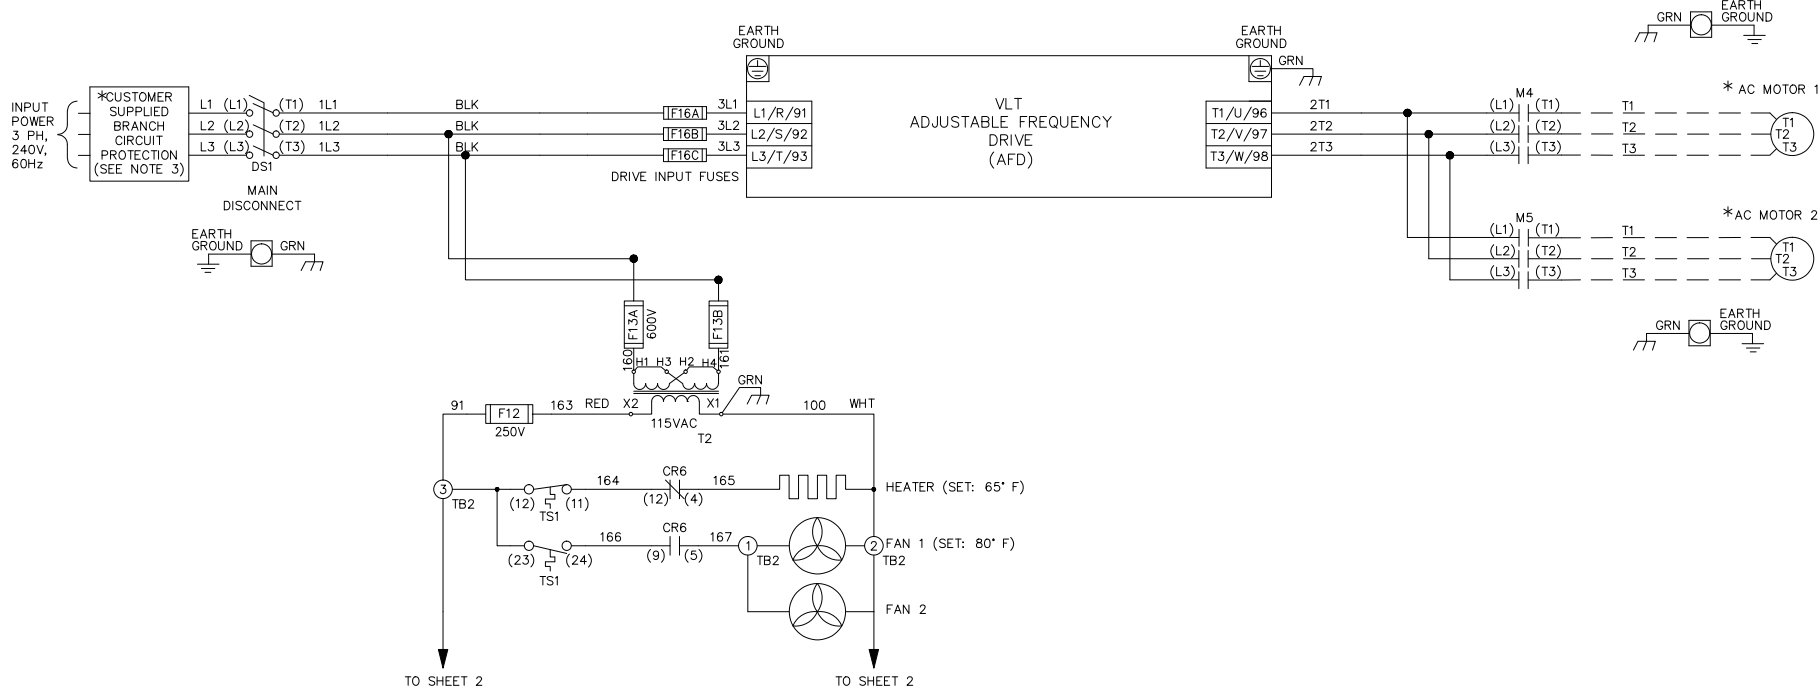 GRN
EARTH
GROUND
EARTH
GROUND
EARTH
GROUND
GRN
INPUT
POWER
3 PH,
240V,
60Hz
*CUSTOMER
SUPPLIED
BRANCH
CIRCUIT
PROTECTION
(SEE NOTE 3)
L1 (L1) (T1) 1L1 BLK F16A 3L1 L1/R/91
L2 (L2) (T2) 1L2 BLK F16B 3L2 L2/S/92
L3 (L3) (T3) 1L3 BLK F16C 3L3 L3/T/93
DS1
MAIN
DISCONNECT
DRIVE INPUT FUSES
VLT
ADJUSTABLE FREQUENCY
DRIVE
(AFD)
T1/U/96 2T1
T2/V/97 2T2
T3/W/98 2T3
M4
(L1) (T1) T1
(L2) (T2) T2
(L3) (T3) T3
* AC MOTOR 1
T1
T2
T3
M5
(L1) (T1) T1
(L2) (T2) T2
(L3) (T3) T3
*AC MOTOR 2
T1
T2
T3
EARTH
GROUND
GRN
GRN
EARTH
GROUND
F13A
600V
F13B
160
H1 H3 H2 H4
161
GRN
91 F12 163 RED X2 X1 100 WHT
250V
115VAC
T2
3
TB2
(12) (11)
TS1
164
CR6
(12) (4)
165
HEATER (SET: 65° F)
(23) (24)
TS1
166
CR6
(9) (5)
167
1
TB2
2
TB2
FAN 1 (SET: 80° F)
FAN 2
TO SHEET 2
TO SHEET 2